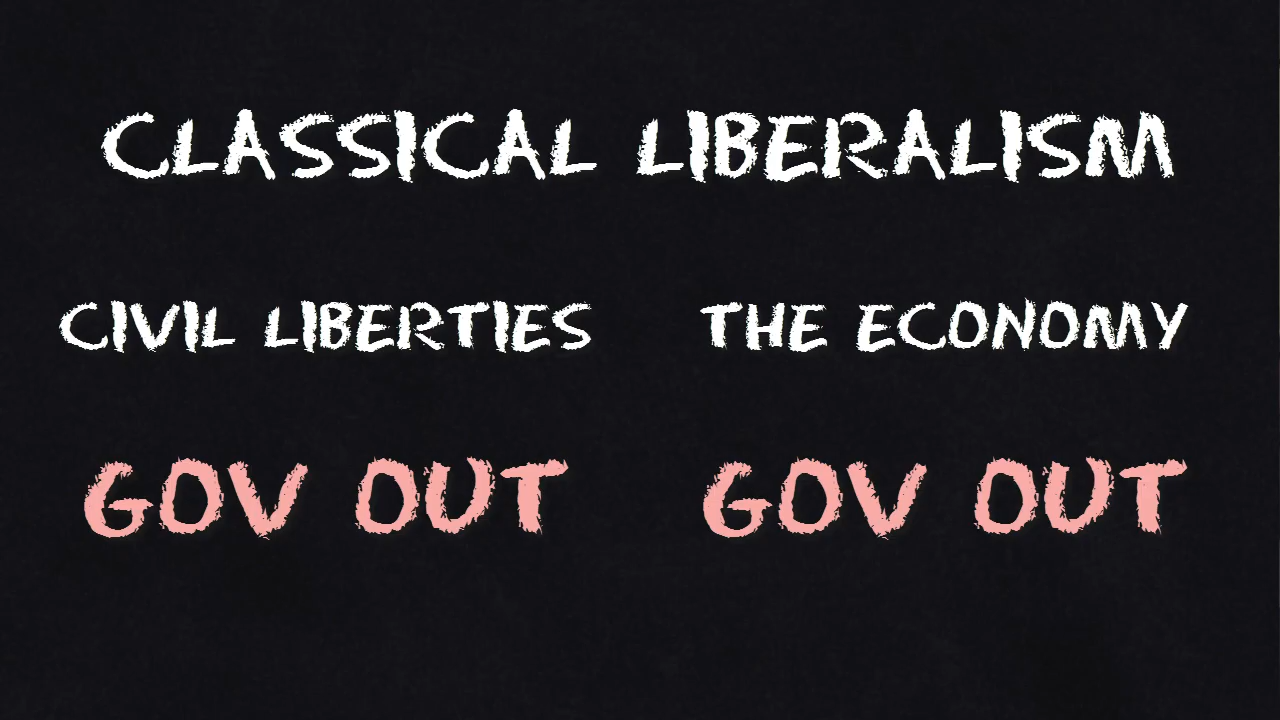 CLASSICAL LIBERALISM
CIVIL LIBERTIES THE ECONOMY
GOV OUT GOV OUT